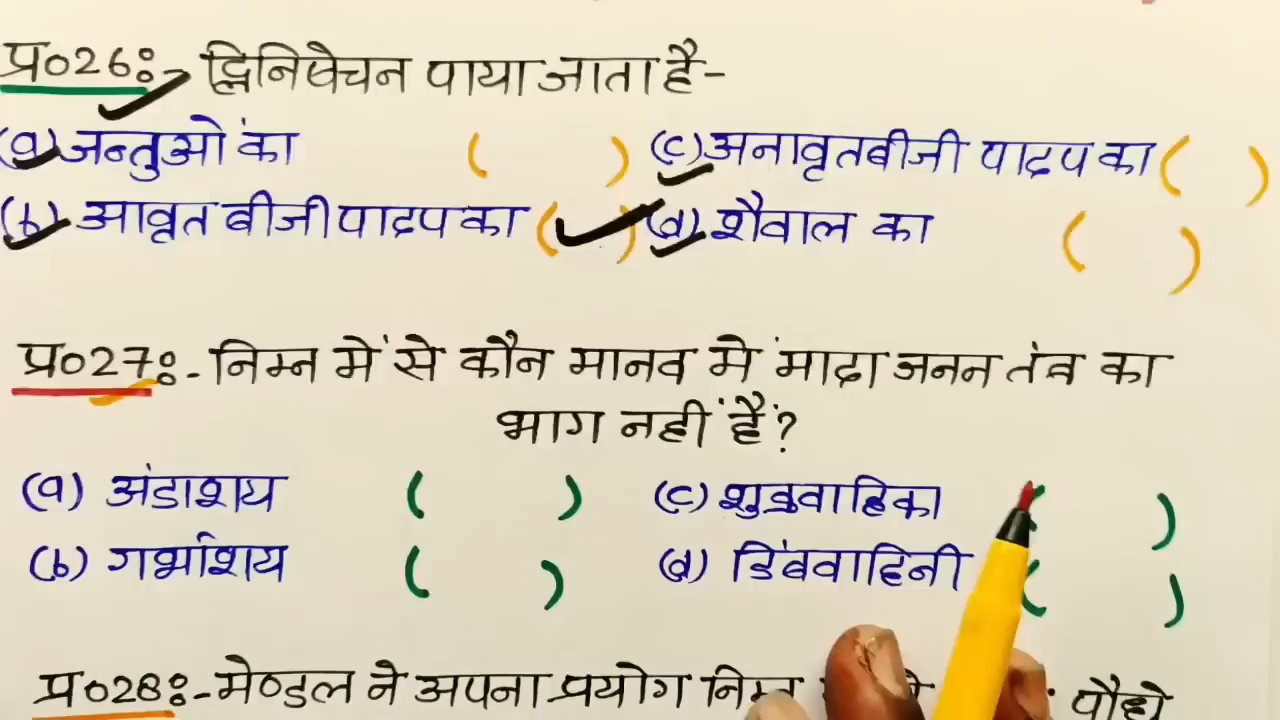 प्र०26:- द्विनिषेचन पाया जाता है-
(a) जन्तुओं का ( ) (c) अनावृतबीजी पादप का ( )
(b) आवृतबीजी पादप का (✓) (d) शैवाल का ( )
प्र०27:- निम्न में से कौन मानव में मादा जनन तंत्र का
भाग नहीं हैं?
(a) अंडाशय ( ) (c) शुक्रवाहिका ( )
(b) गर्भाशय ( ) (d) डिंबवाहिनी ( )
प्र०28:- मेण्डल ने अपना प्रयोग निम्न पौधे